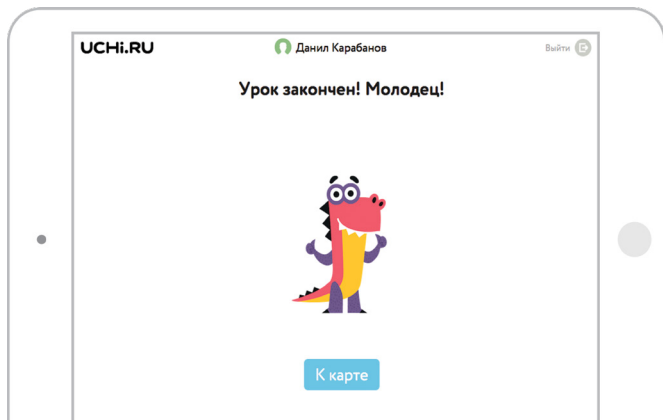 UCHi.RU
Данил Карабанов
Выйти
Урок закончен! Молодец!
К карте